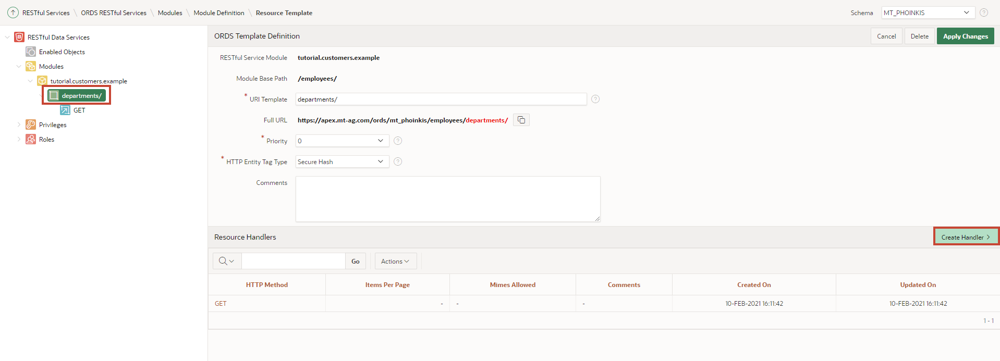 RESTful Services \ ORDS RESTful Services \ Modules \ Module Definition \ Resource Template
Schema MT_PHOINKIS ?
RESTful Data Services
Enabled Objects
Modules
tutorial.customers.example
departments/
GET
Privileges
Roles
ORDS Template Definition
Cancel Delete Apply Changes
RESTful Service Module tutorial.customers.example
Module Base Path /employees/
* URI Template departments/ ?
Full URL https://apex.mt-ag.com/ords/mt_phoinkis/employees/departments/
* Priority 0 ?
* HTTP Entity Tag Type Secure Hash ?
Comments
Resource Handlers
Create Handler >
Go Actions
HTTP Method Items Per Page Mimes Allowed Comments Created On Updated On
GET - - - 10-FEB-2021 16:11:42 10-FEB-2021 16:11:42
1 - 1